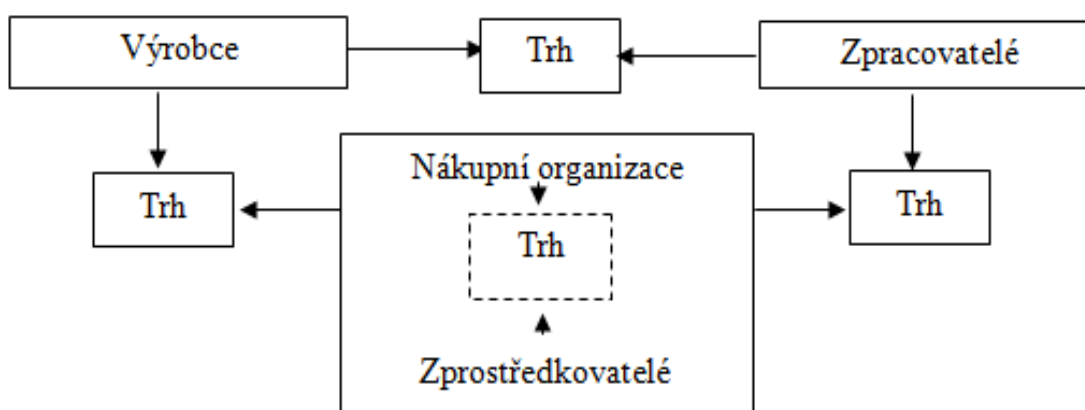 Výrobce
Trh
Zpracovatelé
Nákupní organizace
Trh
Trh
Trh
Zprostředkovatelé